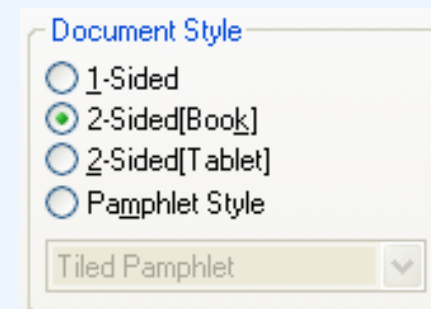 Document Style
1-Sided
2-Sided[Book]
2-Sided[Tablet]
Pamphlet Style
Tiled Pamphlet